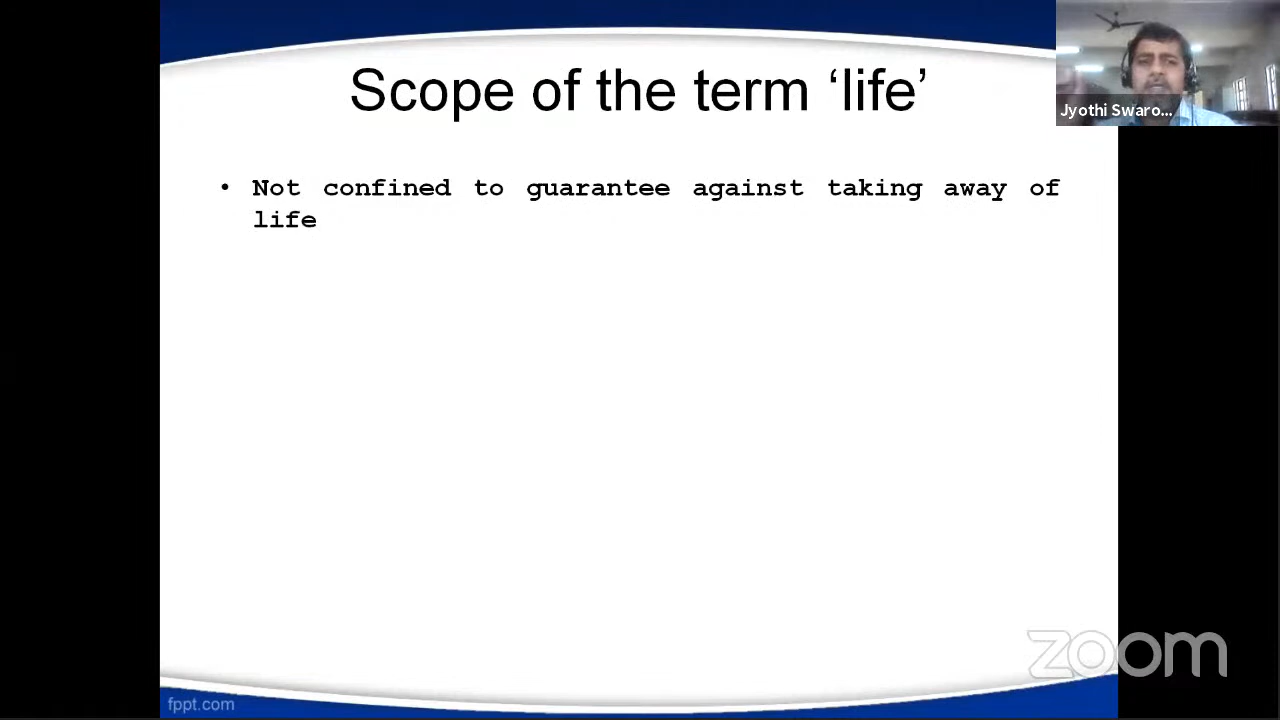 Scope of the term ‘life’
Jyothi Swaro...
• Not confined to guarantee against taking away of
life
zoom
fppt.com